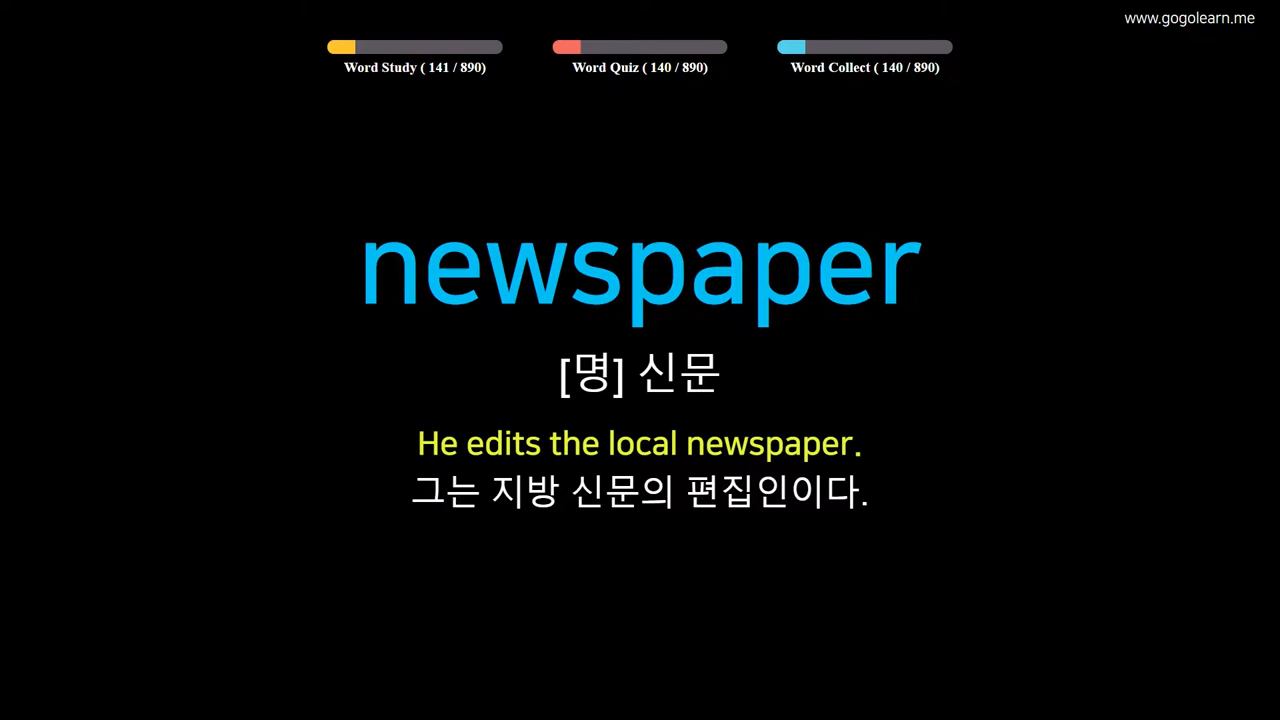 www.gogolearn.me
Word Study ( 141 / 890)
Word Quiz ( 140 / 890)
Word Collect ( 140 / 890)
newspaper
[명] 신문
He edits the local newspaper.
그는 지방 신문의 편집인이다.